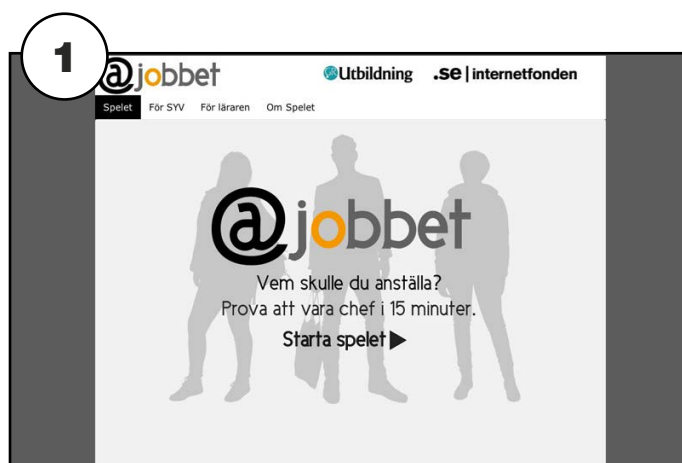 1
@jobbet
Utbildning .se | internetfonden
Spelet För SYV För läraren Om Spelet
@jobbet
Vem skulle du anställa?
Prova att vara chef i 15 minuter.
Starta spelet